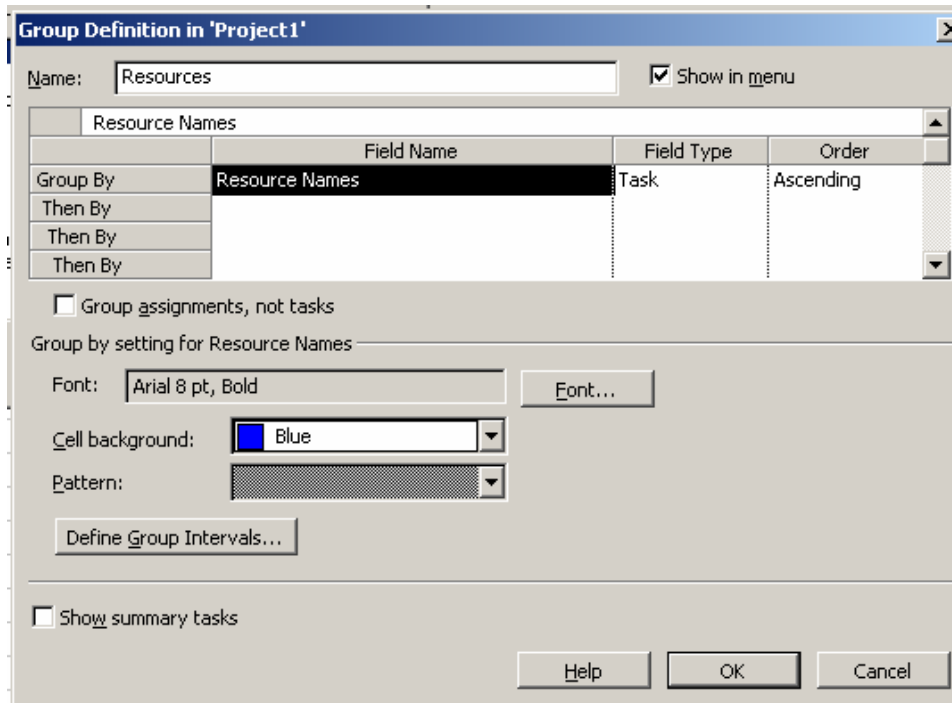 Group Definition in 'Project1'
Name: Resources Show in menu
Resource Names
Field Name Field Type Order
Group By Resource Names Task Ascending
Then By
Then By
Then By
Group assignments, not tasks
Group by setting for Resource Names
Font: Arial 8 pt, Bold Font...
Cell background: Blue
Pattern:
Define Group Intervals...
Show summary tasks
Help OK Cancel